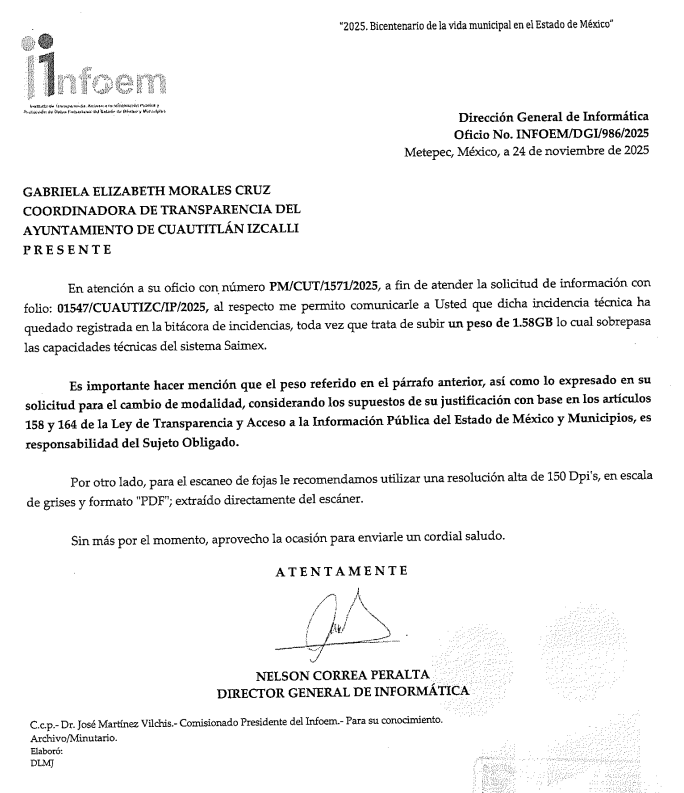 "2025. Bicentenario de la vida municipal en el Estado de México"
infoem
Instituto de Transparencia, Acceso a la Información Pública y
Protección de Datos Personales del Estado de México y Municipios
Dirección General de Informática
Oficio No. INFOEM/DGI/986/2025
Metepec, México, a 24 de noviembre de 2025
GABRIELA ELIZABETH MORALES CRUZ
COORDINADORA DE TRANSPARENCIA DEL
AYUNTAMIENTO DE CUAUTITLÁN IZCALLI
P R E S E N T E
En atención a su oficio con número PM/CUT/1571/2025, a fin de atender la solicitud de información con
folio: 01547/CUAUTIZC/IP/2025, al respecto me permito comunicarle a Usted que dicha incidencia técnica ha
quedado registrada en la bitácora de incidencias, toda vez que trata de subir un peso de 1.58GB lo cual sobrepasa
las capacidades técnicas del sistema Saimex.
Es importante hacer mención que el peso referido en el párrafo anterior, así como lo expresado en su
solicitud para el cambio de modalidad, considerando los supuestos de su justificación con base en los artículos
158 y 164 de la Ley de Transparencia y Acceso a la Información Pública del Estado de México y Municipios, es
responsabilidad del Sujeto Obligado.
Por otro lado, para el escaneo de fojas le recomendamos utilizar una resolución alta de 150 Dpi's, en escala
de grises y formato "PDF"; extraído directamente del escáner.
Sin más por el momento, aprovecho la ocasión para enviarle un cordial saludo.
A T E N T A M E N T E
NELSON CORREA PERALTA
DIRECTOR GENERAL DE INFORMÁTICA
C.c.p.- Dr. José Martínez Vilchis.- Comisionado Presidente del Infoem.- Para su conocimiento.
Archivo/Minutario.
Elaboró:
DLMJ